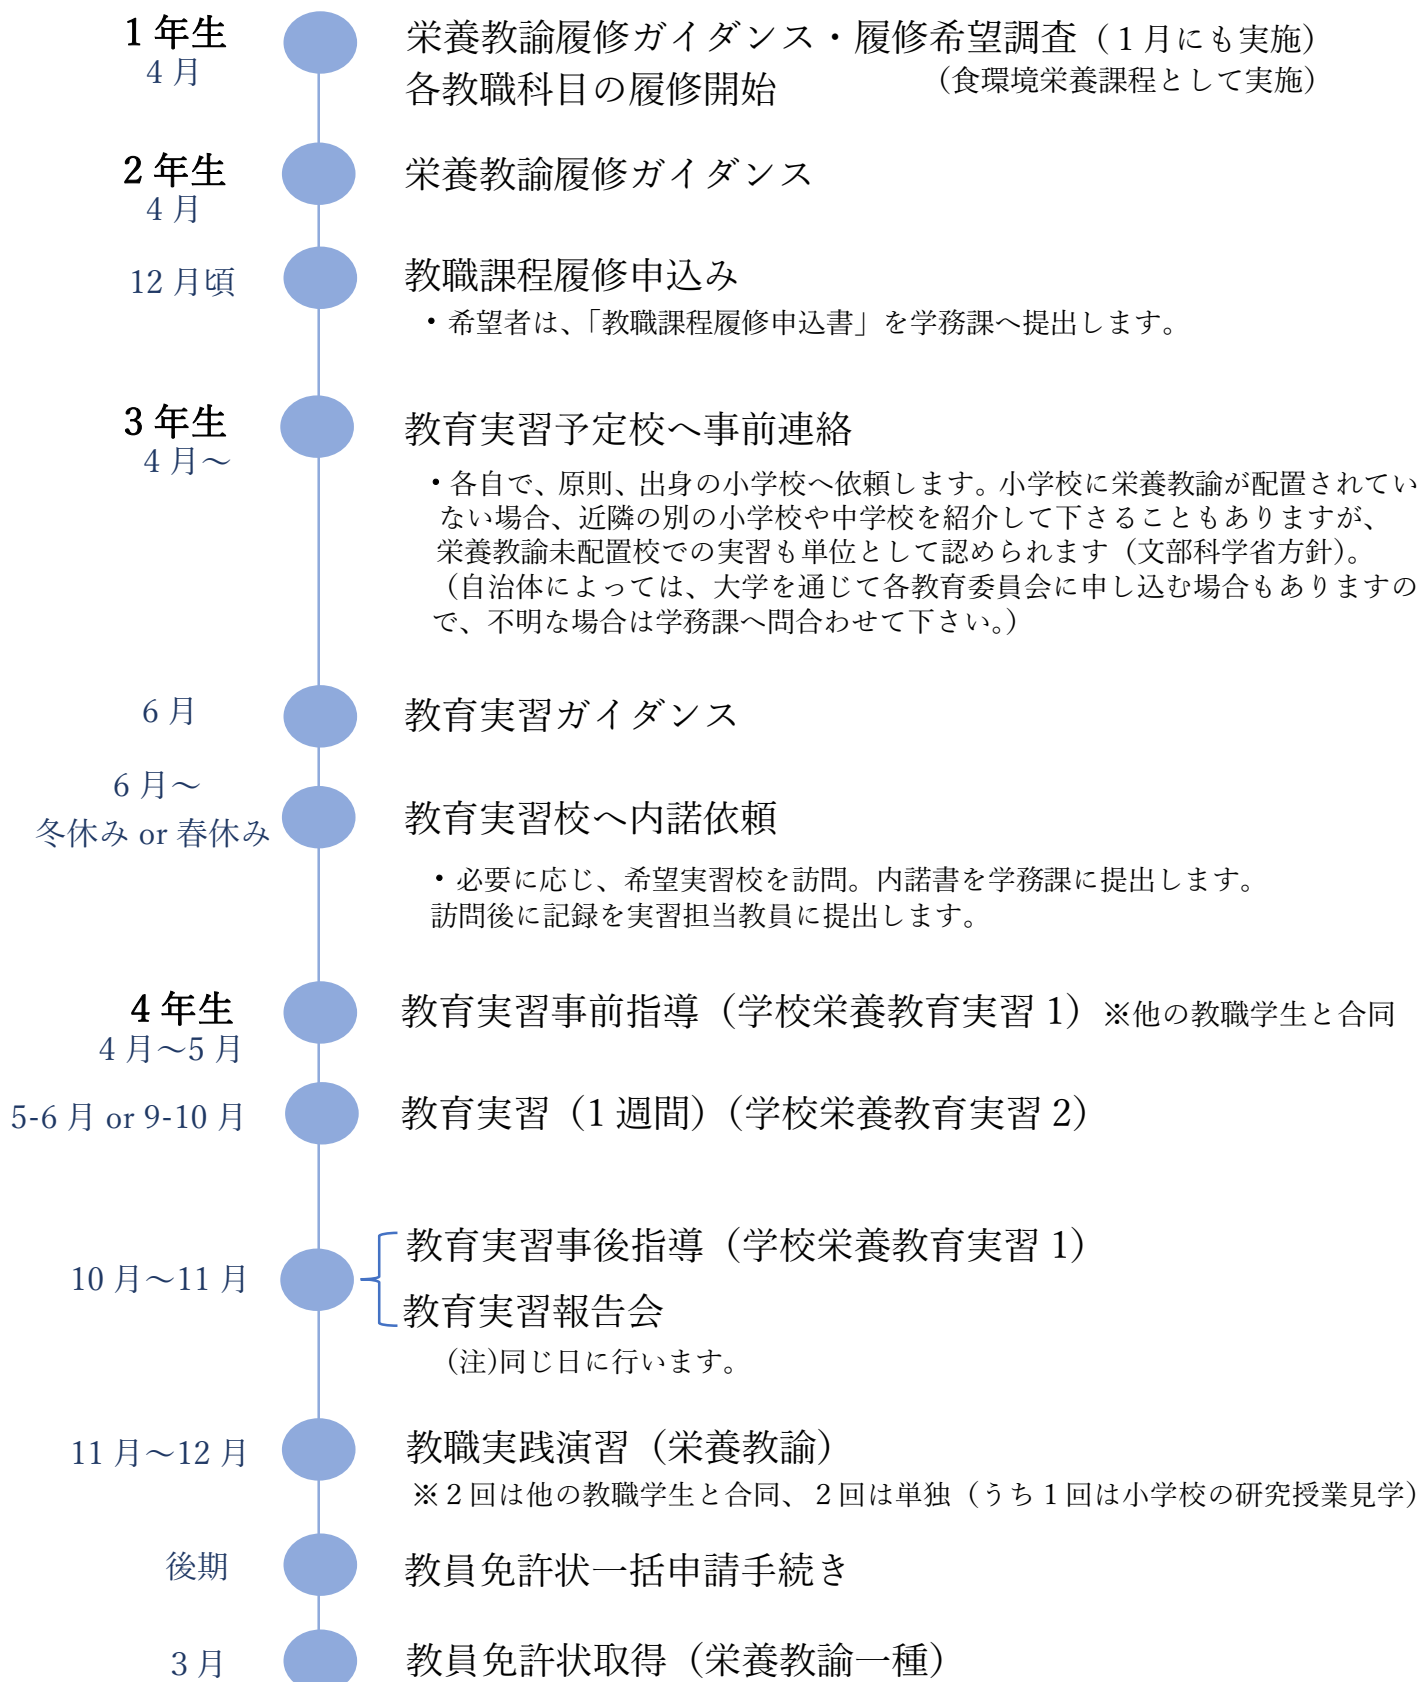 1 年生
4 月
栄養教諭履修ガイダンス・履修希望調査（１月にも実施）
各教職科目の履修開始
（食環境栄養課程として実施）
2 年生
4 月
栄養教諭履修ガイダンス
12 月頃
教職課程履修申込み
・希望者は、「教職課程履修申込書」を学務課へ提出します。
3 年生
4 月～
教育実習予定校へ事前連絡
・各自で、原則、出身の小学校へ依頼します。小学校に栄養教諭が配置されてい
ない場合、近隣の別の小学校や中学校を紹介して下さることもありますが、
栄養教諭未配置校での実習も単位として認められます（文部科学省方針）。
（自治体によっては、大学を通じて各教育委員会に申し込む場合もありますの
で、不明な場合は学務課へ問合わせて下さい。）
6 月
教育実習ガイダンス
6 月～
冬休み or 春休み
教育実習校へ内諾依頼
・必要に応じ、希望実習校を訪問。内諾書を学務課に提出します。
訪問後に記録を実習担当教員に提出します。
4 年生
4 月～5 月
教育実習事前指導（学校栄養教育実習 1）※他の教職学生と合同
5-6 月 or 9-10 月
教育実習（1 週間）（学校栄養教育実習 2）
10 月～11 月
教育実習事後指導（学校栄養教育実習 1）
教育実習報告会
(注)同じ日に行います。
11 月～12 月
教職実践演習（栄養教諭）
※２回は他の教職学生と合同、２回は単独（うち１回は小学校の研究授業見学）
後期
教員免許状一括申請手続き
3 月
教員免許状取得（栄養教諭一種）